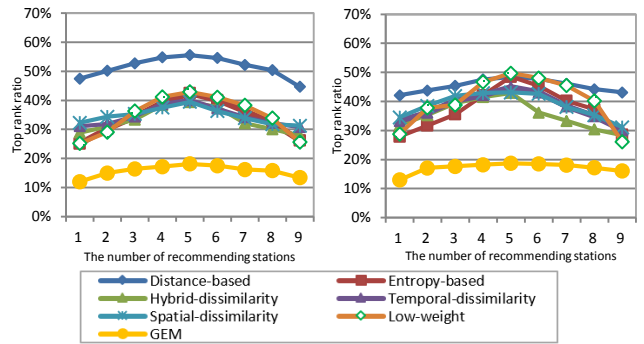 70%
60%
50%
40%
30%
20%
10%
0%
Top rank ratio
1 2 3 4 5 6 7 8 9
The number of recommending stations
70%
60%
50%
40%
30%
20%
10%
0%
Top rank ratio
1 2 3 4 5 6 7 8 9
The number of recommending stations
Distance-based Entropy-based
Hybrid-dissimilarity Temporal-dissimilarity
Spatial-dissimilarity Low-weight
GEM